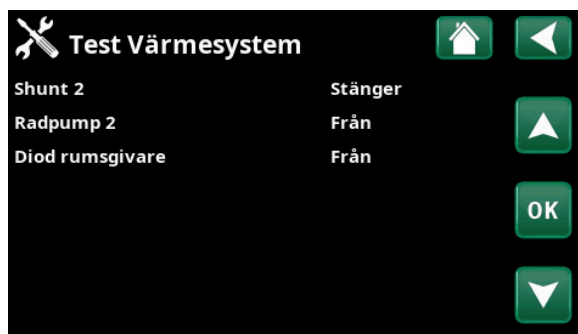 Test Värmesystem
Shunt 2 Stänger
Radpump 2 Från
Diod rumsgivare Från
OK